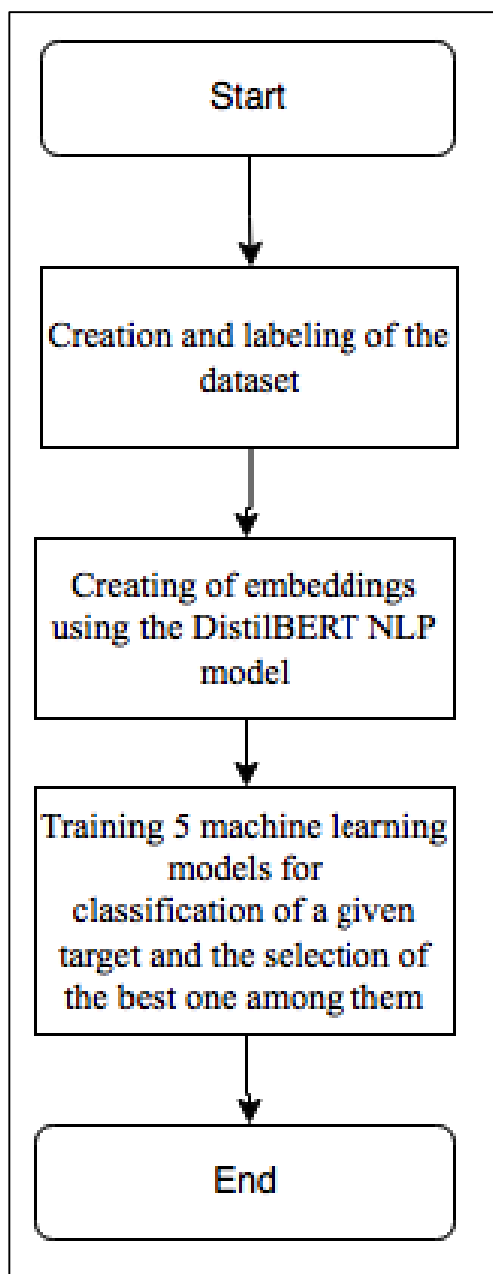 Start
Creation and labeling of the
dataset
Creating of embeddings
using the DistilBERT NLP
model
Training 5 machine learning
models for
classification of a given
target and the selection of
the best one among them
End